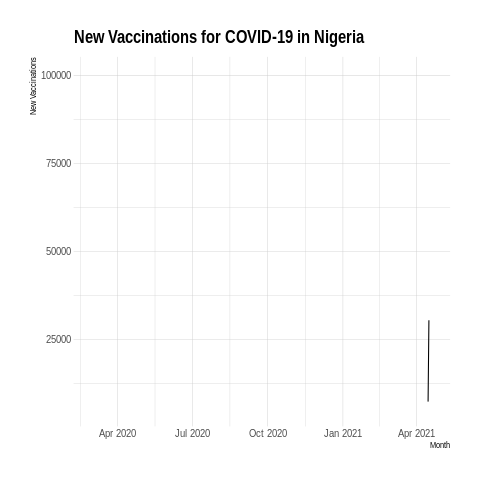 New Vaccinations for COVID-19 in Nigeria
New Vaccinations
100000
75000
50000
25000
Apr 2020 Jul 2020 Oct 2020 Jan 2021 Apr 2021
Month